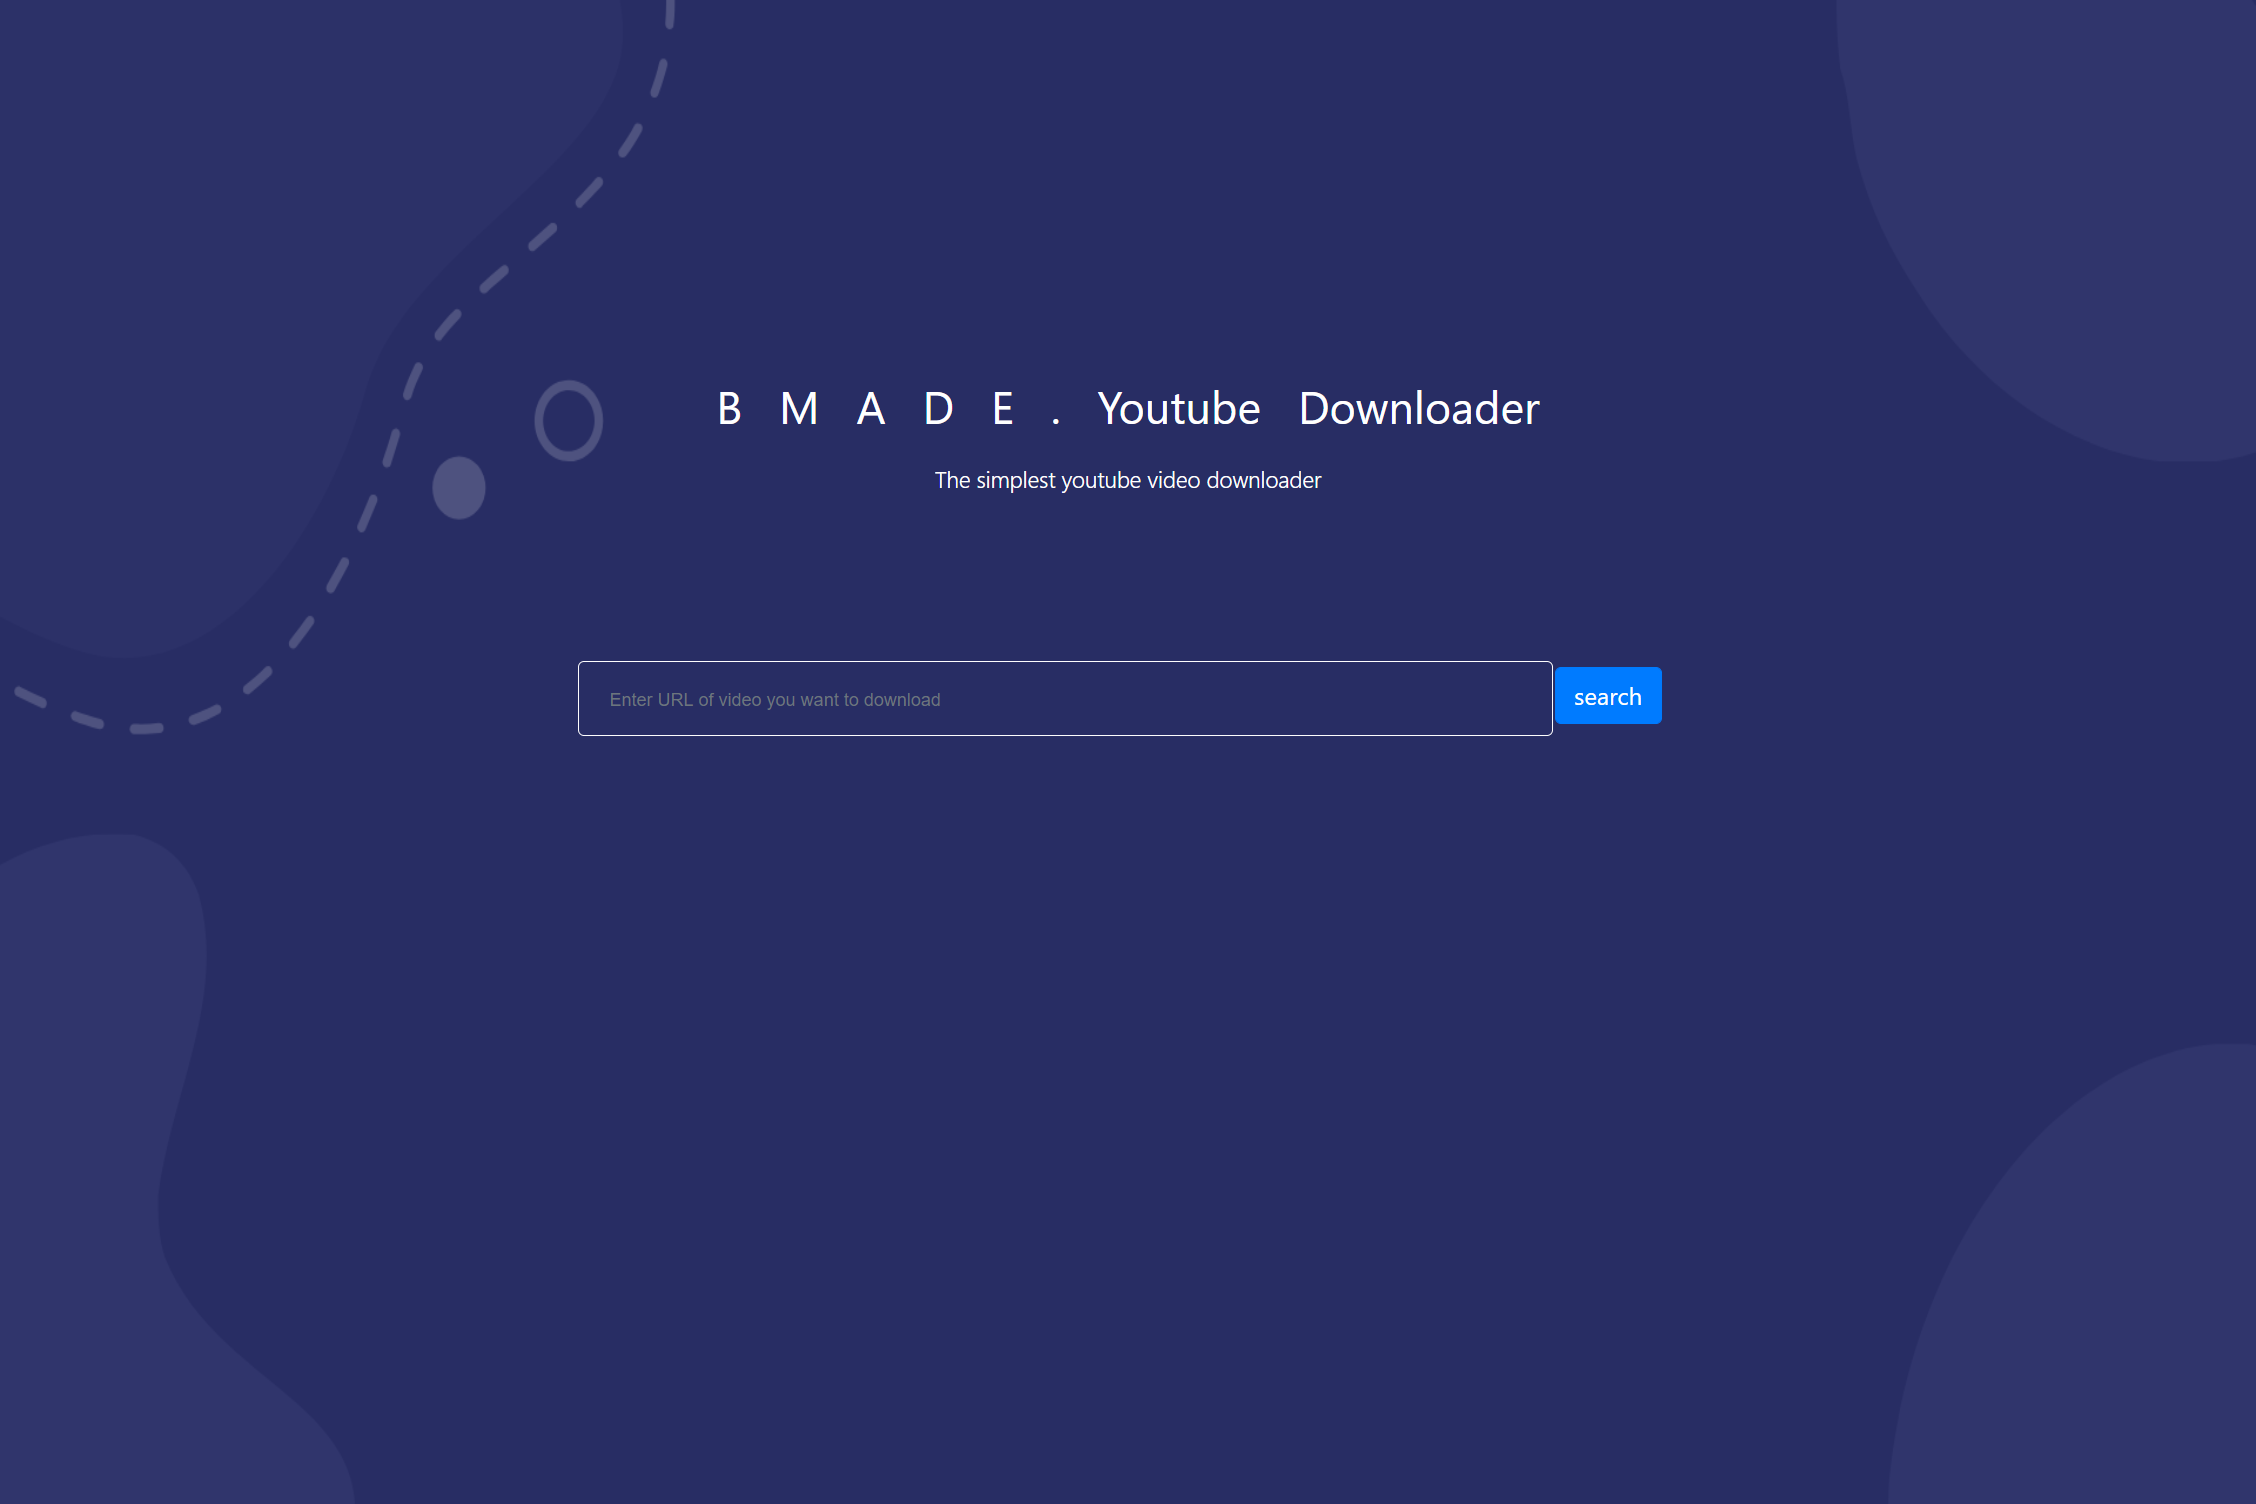 B M A D E . Youtube Downloader
The simplest youtube video downloader
Enter URL of video you want to download
search